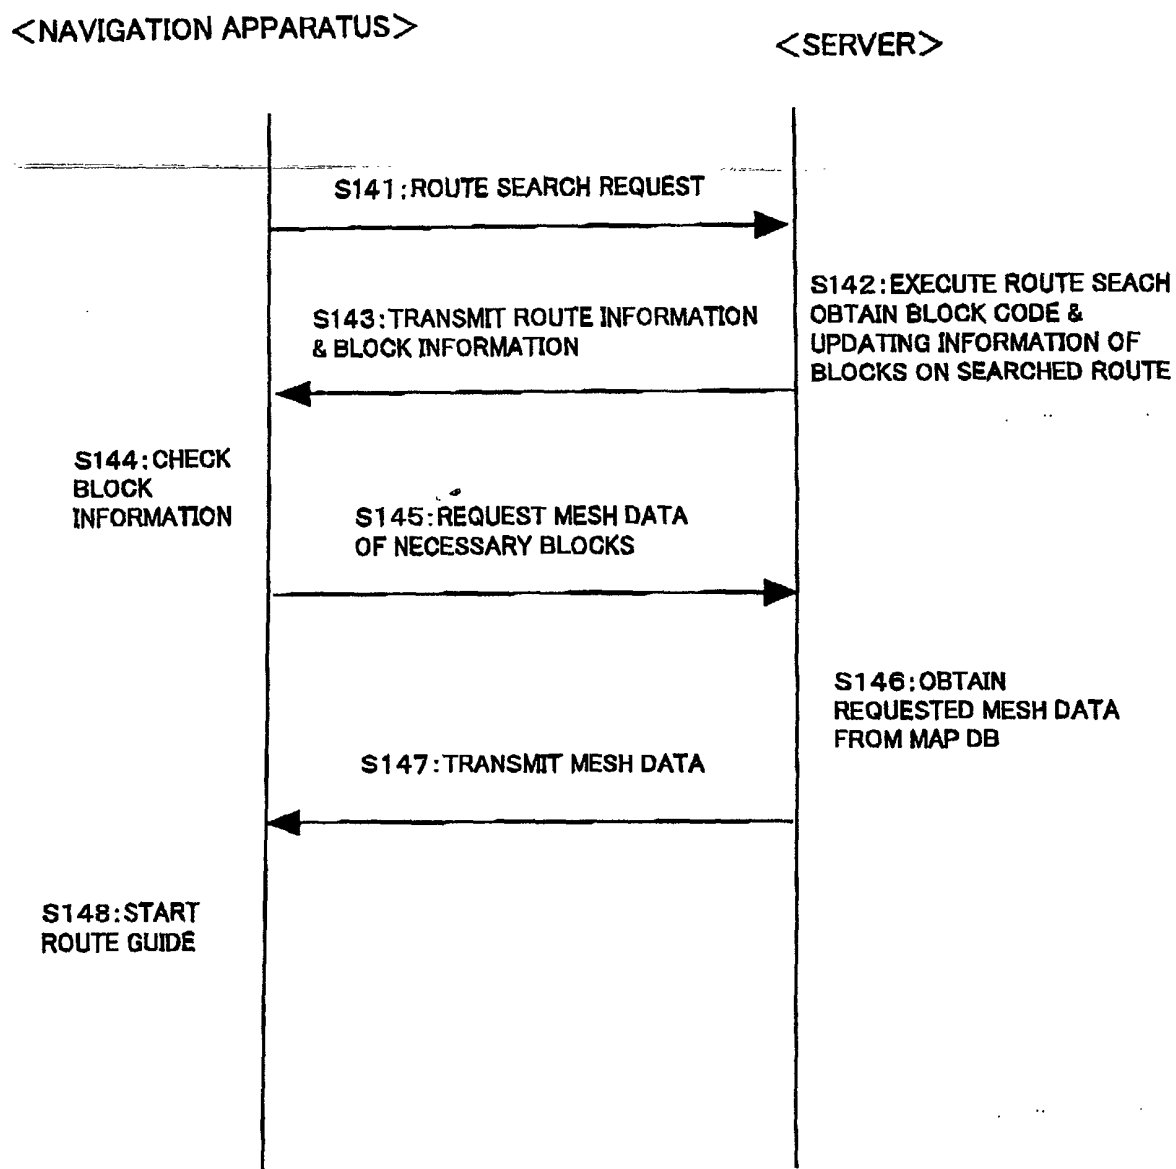 <NAVIGATION APPARATUS>
<SERVER>
S141:ROUTE SEARCH REQUEST
S142:EXECUTE ROUTE SEACH
OBTAIN BLOCK CODE &
UPDATING INFORMATION OF
BLOCKS ON SEARCHED ROUTE
S143:TRANSMIT ROUTE INFORMATION
& BLOCK INFORMATION
S144:CHECK
BLOCK
INFORMATION
S145:REQUEST MESH DATA
OF NECESSARY BLOCKS
S146:OBTAIN
REQUESTED MESH DATA
FROM MAP DB
S147:TRANSMIT MESH DATA
S148:START
ROUTE GUIDE